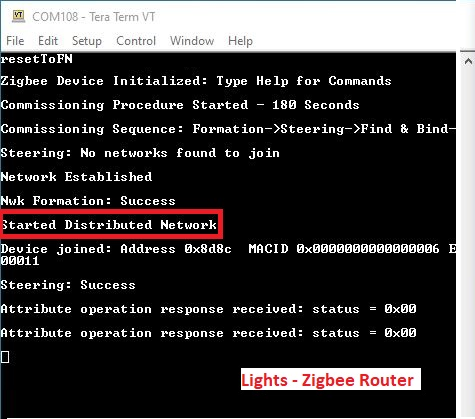 COM108 - Tera Term VT
File Edit Setup Control Window Help
resetToFN
Zigbee Device Initialized: Type Help for Commands
Commissioning Procedure Started - 180 Seconds
Commissioning Sequence: Formation->Steering->Find & Bind-
Steering: No networks found to join
Network Established
Nwk Formation: Success
Started Distributed Network
Device joined: Address 0x8d8c MACID 0x0000000000000006 E
00011
Steering: Success
Attribute operation response received: status = 0x00
Attribute operation response received: status = 0x00
Lights - Zigbee Router